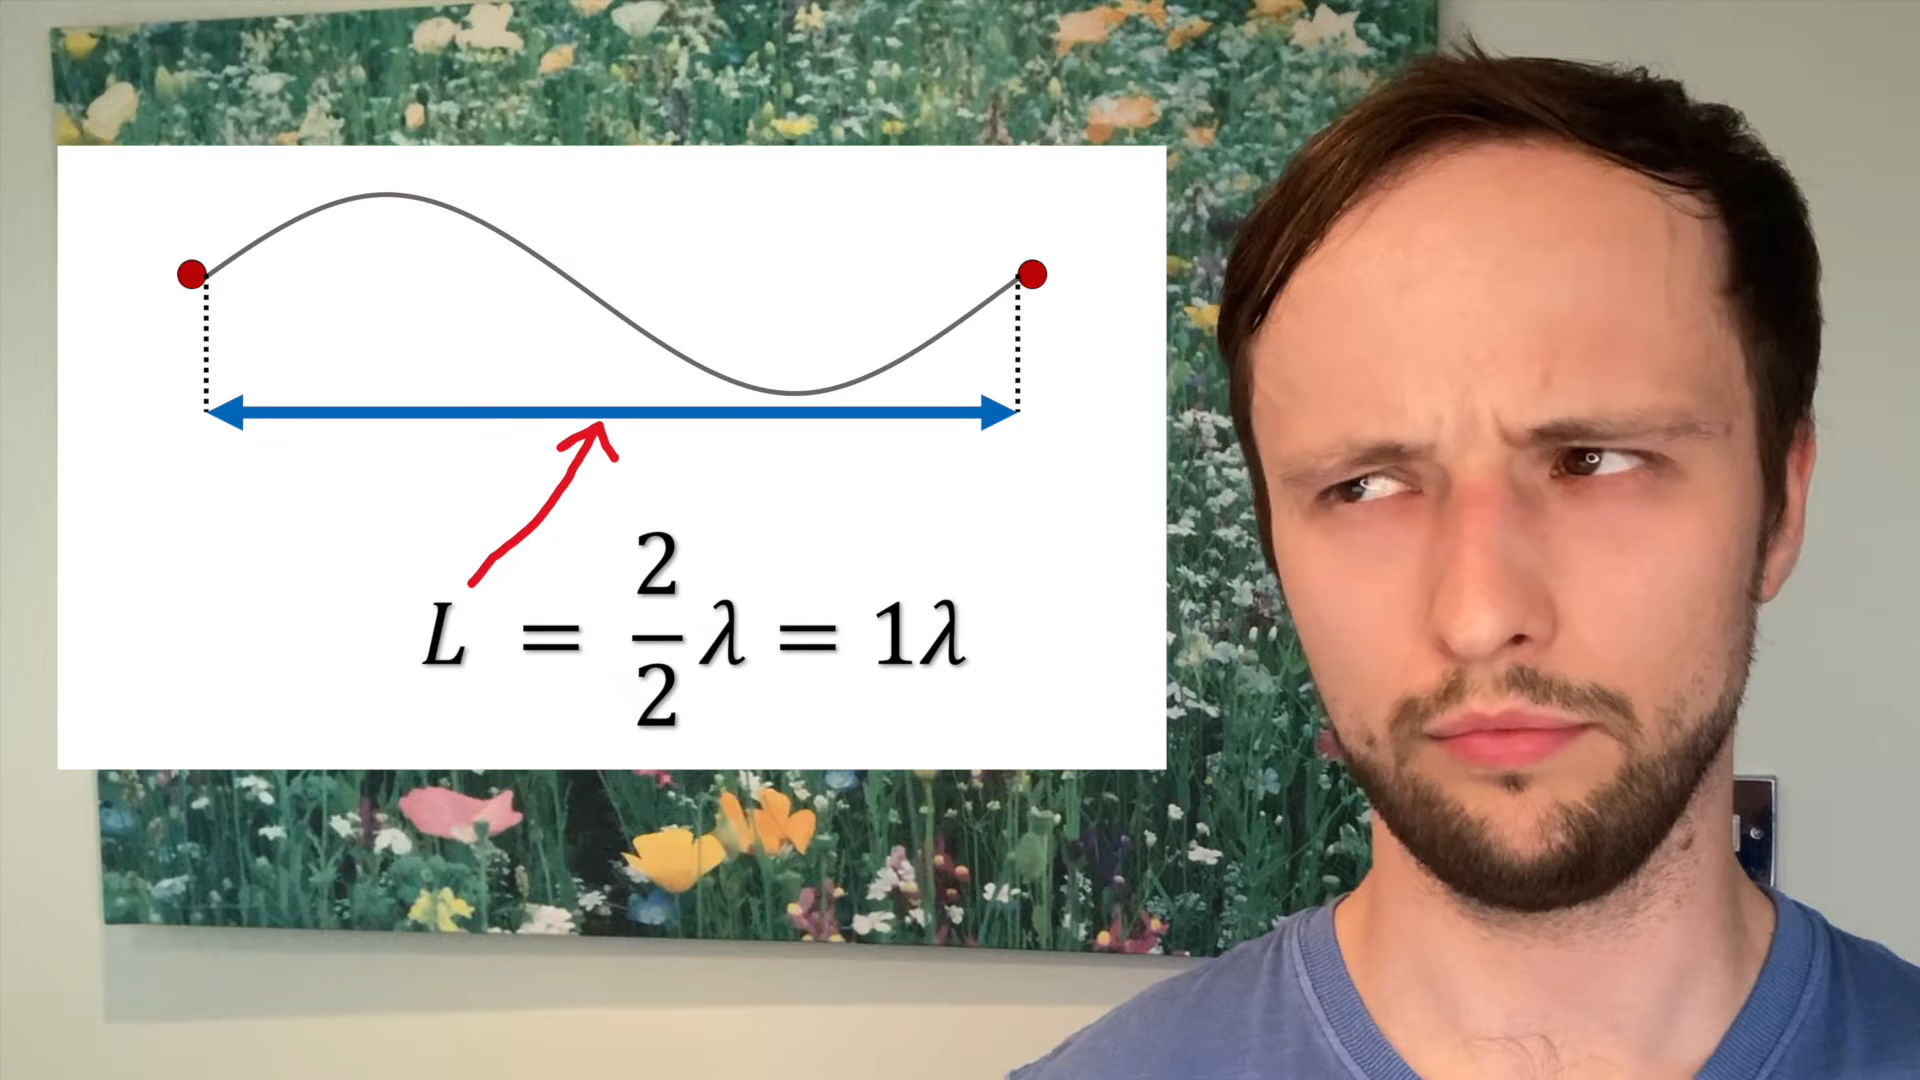 L = 2/2 λ = 1λ